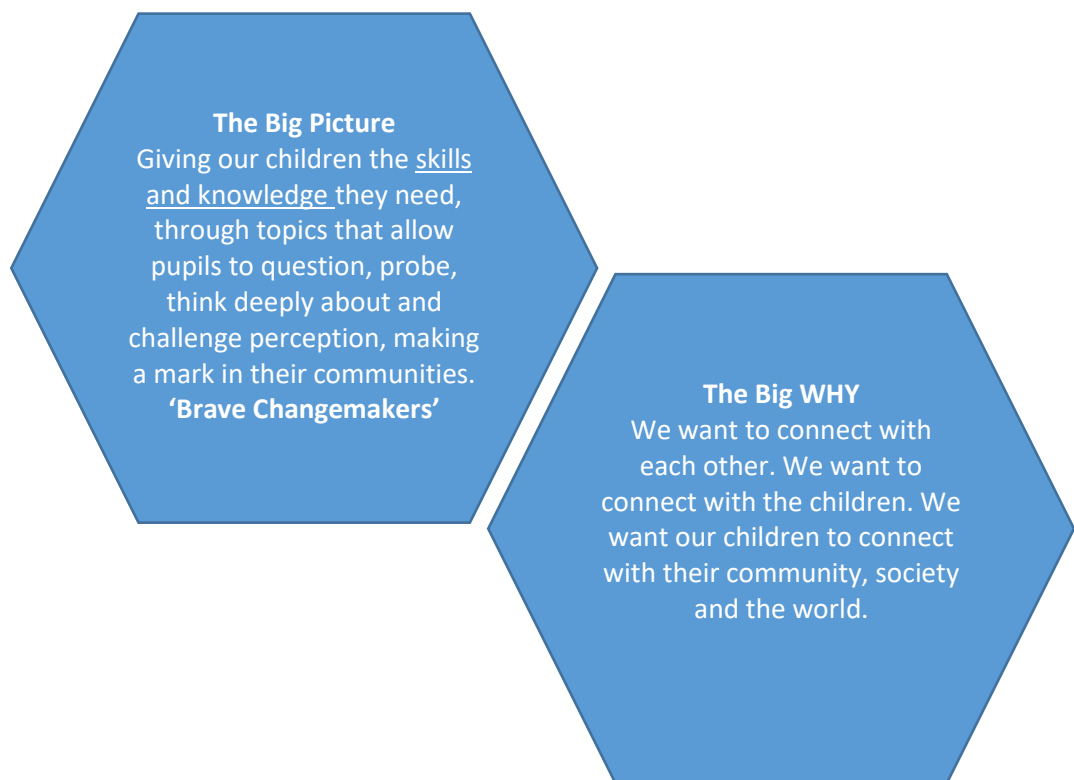 The Big Picture
Giving our children the skills
and knowledge they need,
through topics that allow
pupils to question, probe,
think deeply about and
challenge perception, making
a mark in their communities.
‘Brave Changemakers’
The Big WHY
We want to connect with
each other. We want to
connect with the children. We
want our children to connect
with their community, society
and the world.